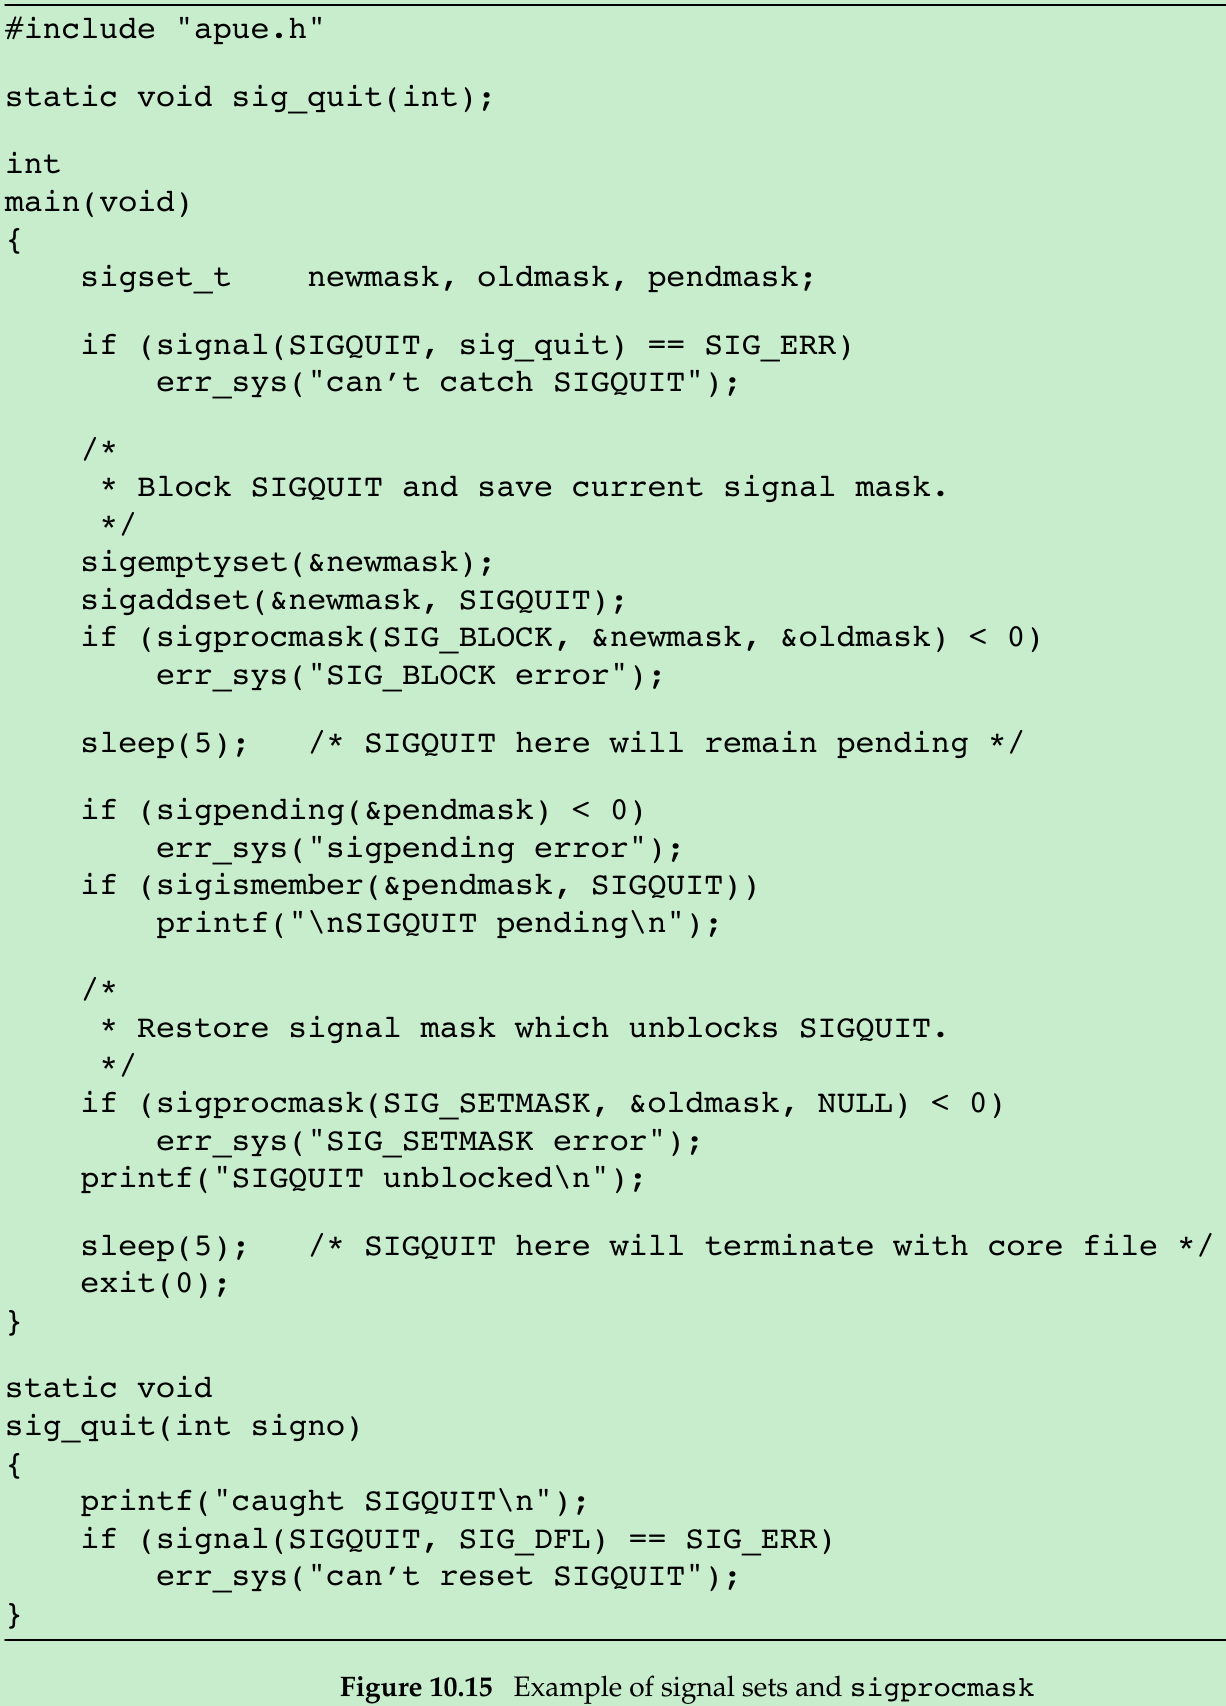 #include "apue.h"
static void sig_quit(int);
int
main(void)
{
    sigset_t    newmask, oldmask, pendmask;
    if (signal(SIGQUIT, sig_quit) == SIG_ERR)
        err_sys("can’t catch SIGQUIT");
    /*
     * Block SIGQUIT and save current signal mask.
     */
    sigemptyset(&newmask);
    sigaddset(&newmask, SIGQUIT);
    if (sigprocmask(SIG_BLOCK, &newmask, &oldmask) < 0)
        err_sys("SIG_BLOCK error");
    sleep(5);   /* SIGQUIT here will remain pending */
    if (sigpending(&pendmask) < 0)
        err_sys("sigpending error");
    if (sigismember(&pendmask, SIGQUIT))
        printf("\nSIGQUIT pending\n");
    /*
     * Restore signal mask which unblocks SIGQUIT.
     */
    if (sigprocmask(SIG_SETMASK, &oldmask, NULL) < 0)
        err_sys("SIG_SETMASK error");
    printf("SIGQUIT unblocked\n");
    sleep(5);   /* SIGQUIT here will terminate with core file */
    exit(0);
}
static void
sig_quit(int signo)
{
    printf("caught SIGQUIT\n");
    if (signal(SIGQUIT, SIG_DFL) == SIG_ERR)
        err_sys("can’t reset SIGQUIT");
}
Figure 10.15 Example of signal sets and sigprocmask